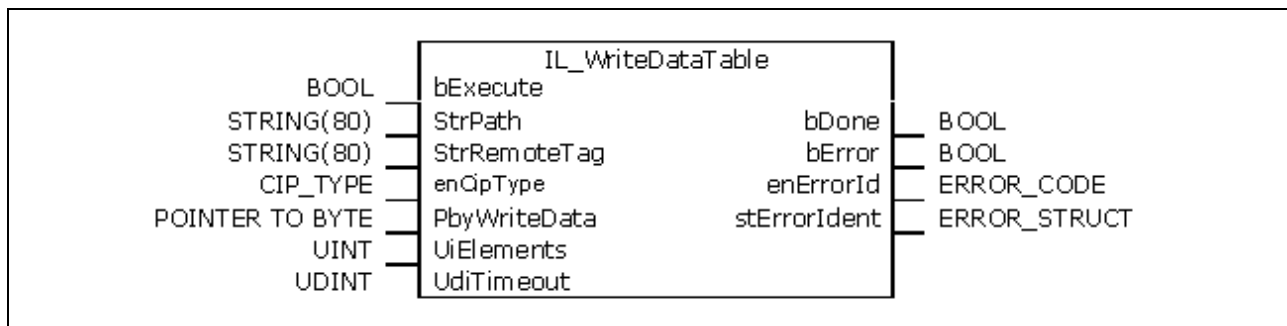 IL_WriteDataTable
BOOL bExecute
STRING(80) StrPath bDone BOOL
STRING(80) StrRemoteTag bError BOOL
CIP_TYPE enCipType enErrorId ERROR_CODE
POINTER TO BYTE PbyWriteData stErrorIdent ERROR_STRUCT
UINT UiElements
UDINT UdiTimeout